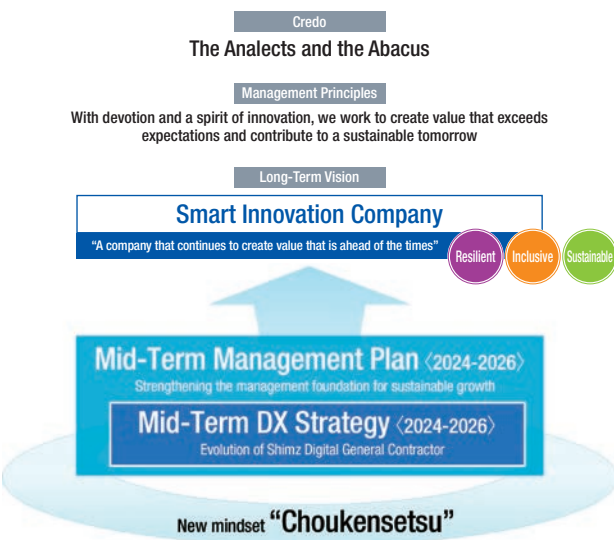 Credo
The Analects and the Abacus
Management Principles
With devotion and a spirit of innovation, we work to create value that exceeds
expectations and contribute to a sustainable tomorrow
Long-Term Vision
Smart Innovation Company
“A company that continues to create value that is ahead of the times”
Resilient Inclusive Sustainable
Mid-Term Management Plan〈2024-2026〉
Strengthening the management foundation for sustainable growth
Mid-Term DX Strategy〈2024-2026〉
Evolution of Shimz Digital General Contractor
New mindset “Choukensetsu”